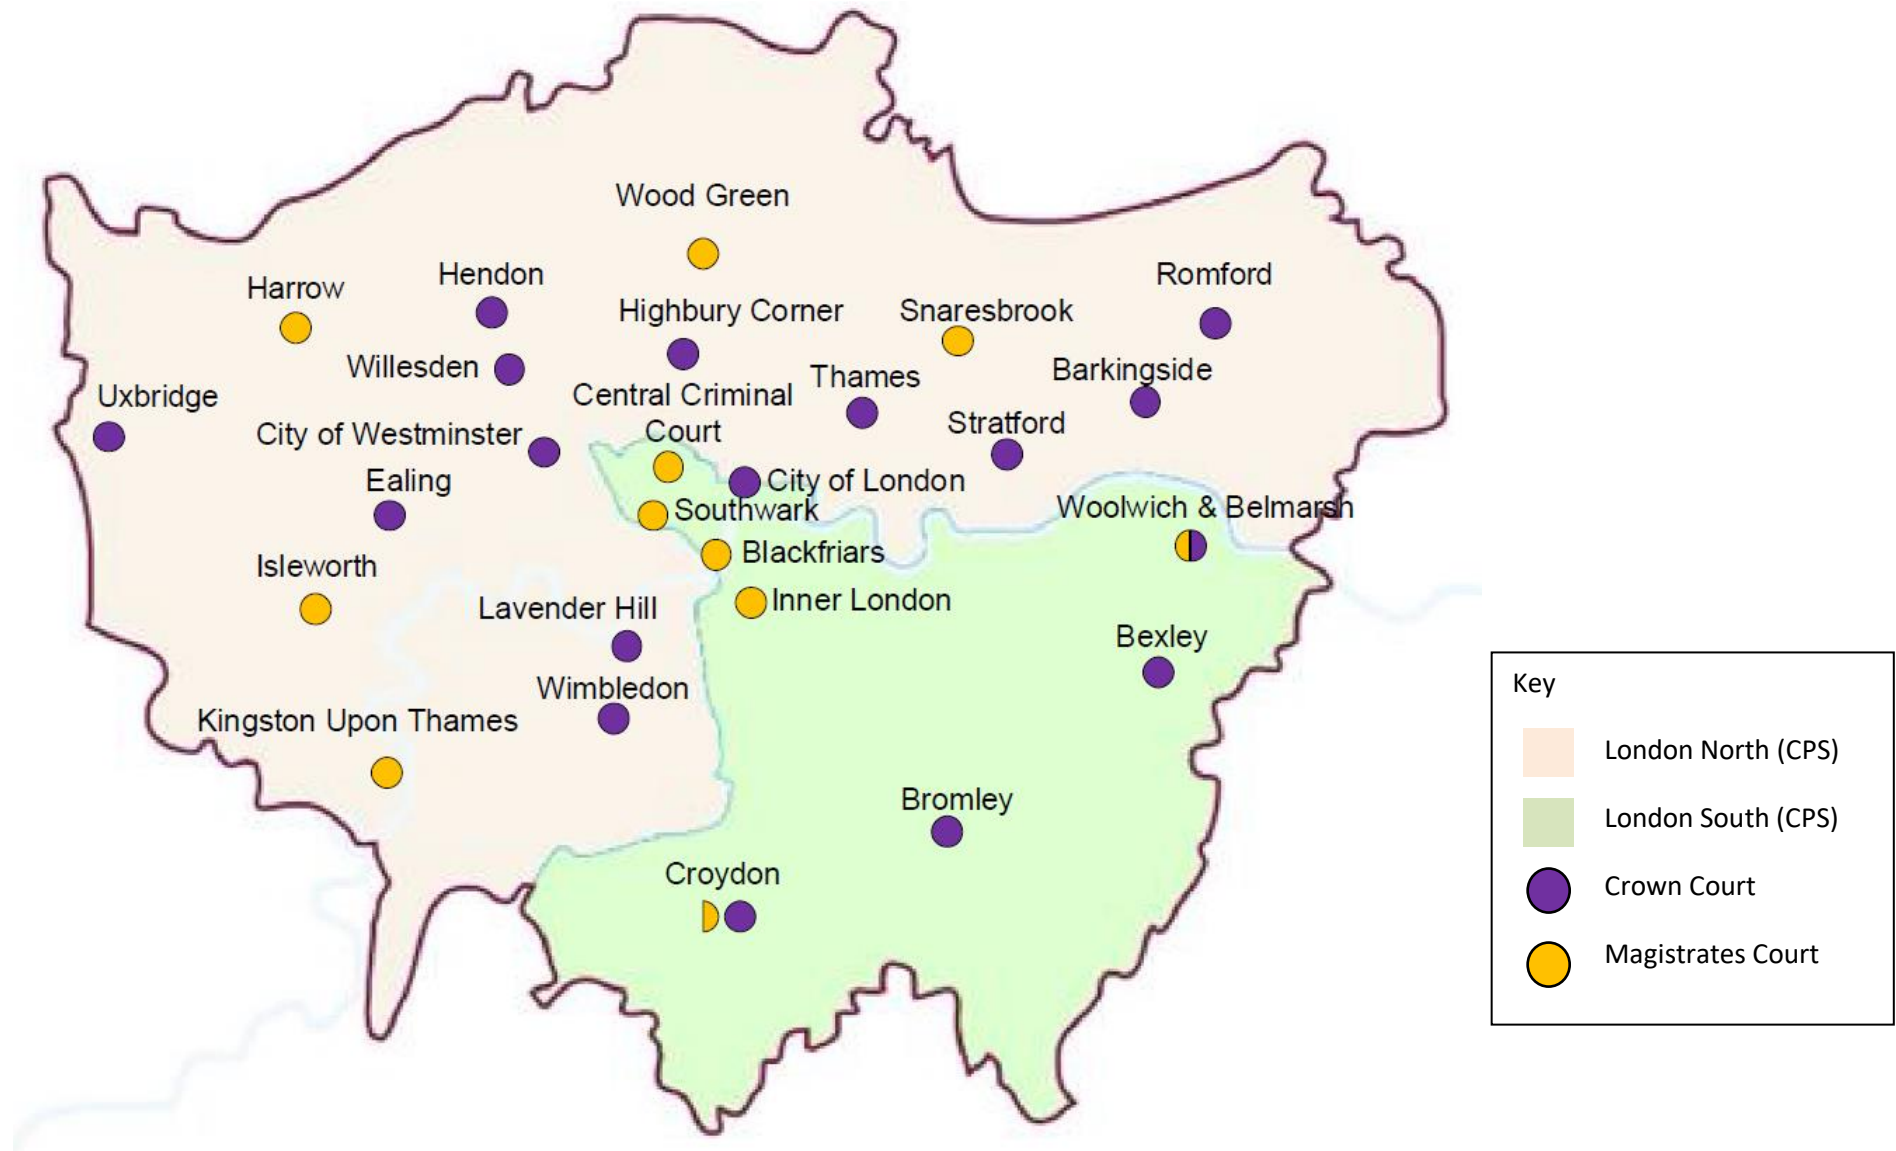 Wood Green
Hendon
Romford
Harrow
Highbury Corner
Snaresbrook
Willesden
Barkingside
Thames
Uxbridge
Central Criminal
Court
Stratford
City of Westminster
Ealing
City of London
Southwark
Woolwich & Belmarsh
Blackfriars
Isleworth
Inner London
Lavender Hill
Bexley
Wimbledon
Kingston Upon Thames
Bromley
Croydon
Key
London North (CPS)
London South (CPS)
Crown Court
Magistrates Court